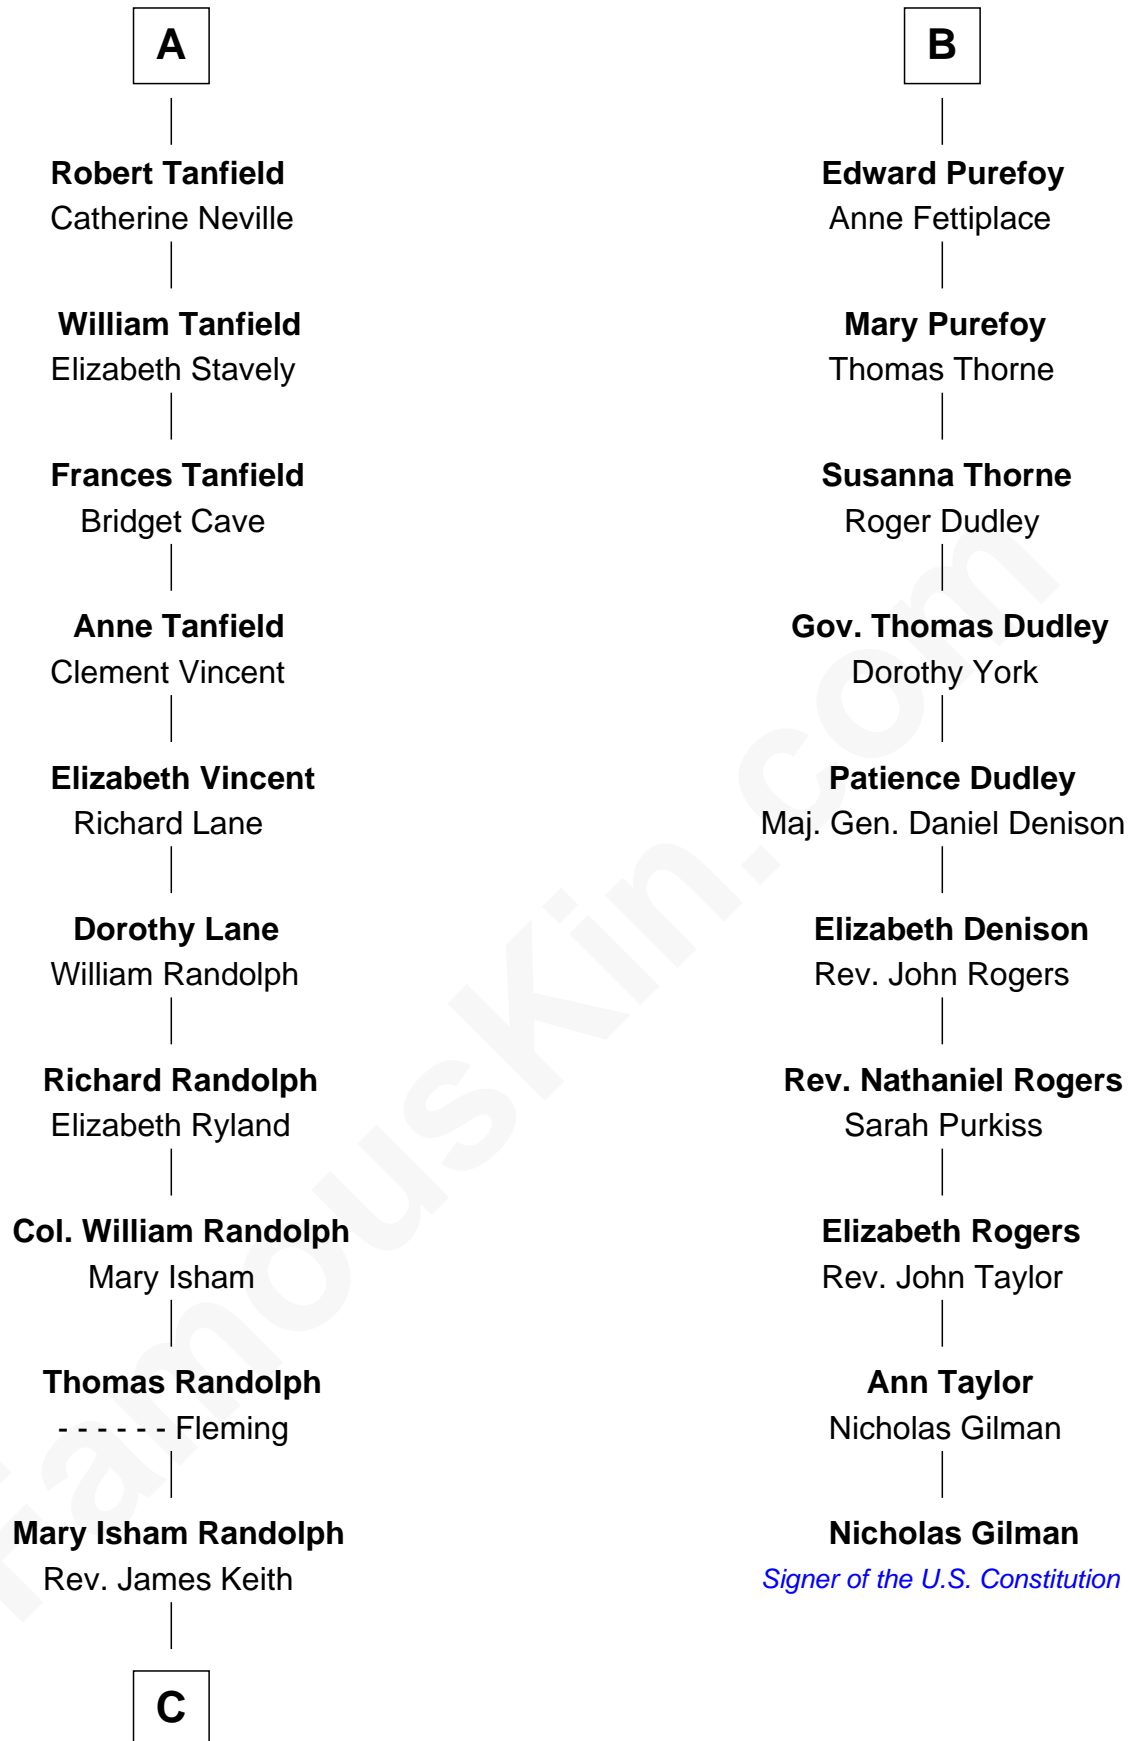 A
Robert Tanfield
Catherine Neville
William Tanfield
Elizabeth Stavely
Frances Tanfield
Bridget Cave
Anne Tanfield
Clement Vincent
Elizabeth Vincent
Richard Lane
Dorothy Lane
William Randolph
Richard Randolph
Elizabeth Ryland
Col. William Randolph
Mary Isham
Thomas Randolph
- - - - - - Fleming
Mary Isham Randolph
Rev. James Keith
C
B
Edward Purefoy
Anne Fettiplace
Mary Purefoy
Thomas Thorne
Susanna Thorne
Roger Dudley
Gov. Thomas Dudley
Dorothy York
Patience Dudley
Maj. Gen. Daniel Denison
Elizabeth Denison
Rev. John Rogers
Rev. Nathaniel Rogers
Sarah Purkiss
Elizabeth Rogers
Rev. John Taylor
Ann Taylor
Nicholas Gilman
Nicholas Gilman
Signer of the U.S. Constitution
FamousKin.com